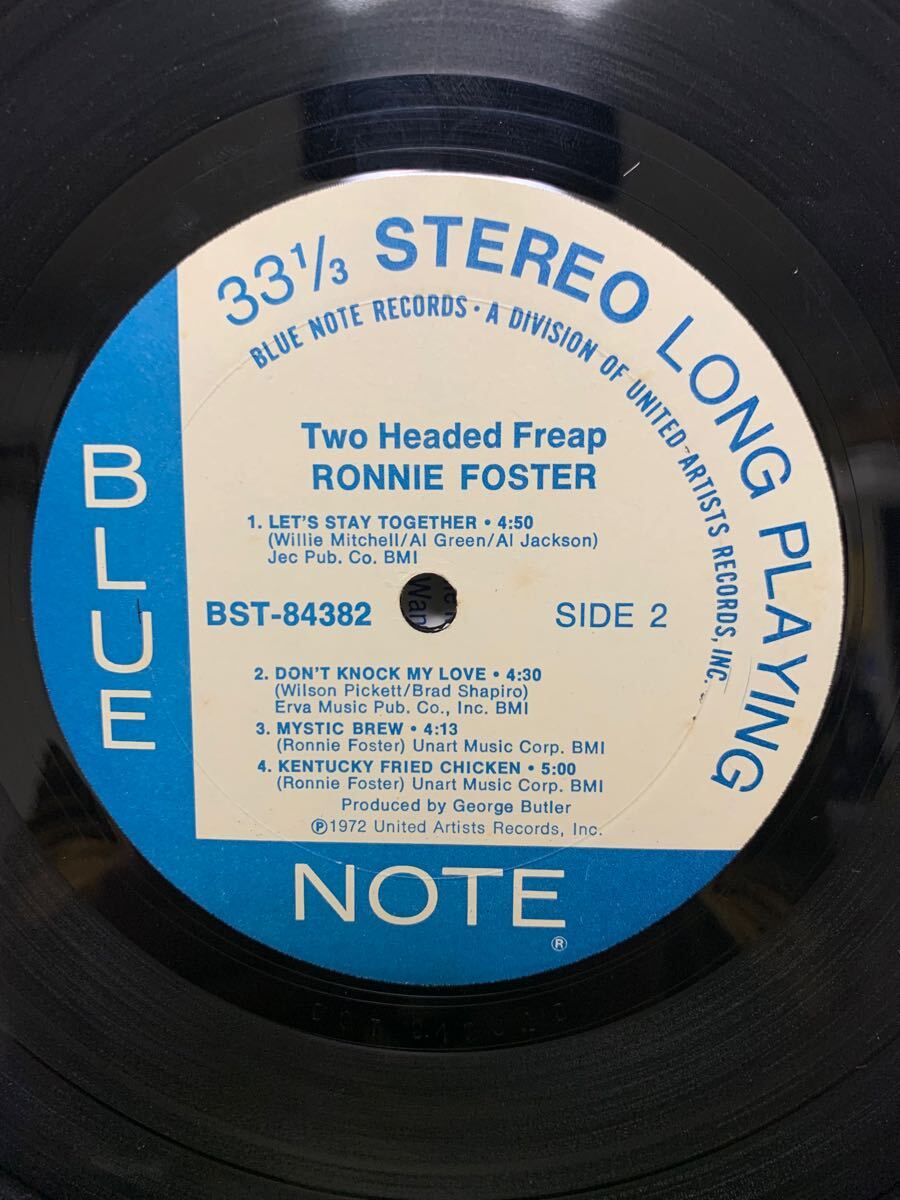 33⅓ STEREO LONG PLAYING
BLUE NOTE RECORDS · A DIVISION OF UNITED ARTISTS RECORDS, INC.
Two Headed Freap
RONNIE FOSTER
1. LET'S STAY TOGETHER • 4:50
(Willie Mitchell/Al Green/Al Jackson)
Jec Pub. Co. BMI
BST-84382 SIDE 2
2. DON'T KNOCK MY LOVE • 4:30
(Wilson Pickett/Brad Shapiro)
Erva Music Pub. Co., Inc. BMI
3. MYSTIC BREW • 4:13
(Ronnie Foster) Unart Music Corp. BMI
4. KENTUCKY FRIED CHICKEN • 5:00
(Ronnie Foster) Unart Music Corp. BMI
Produced by George Butler
℗1972 United Artists Records, Inc.
BLUE
NOTE
®